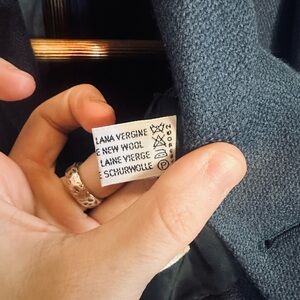 LANA VERGINE
E NEW WOOL
LAINE VIERGE
E SCHURWOLLE
P